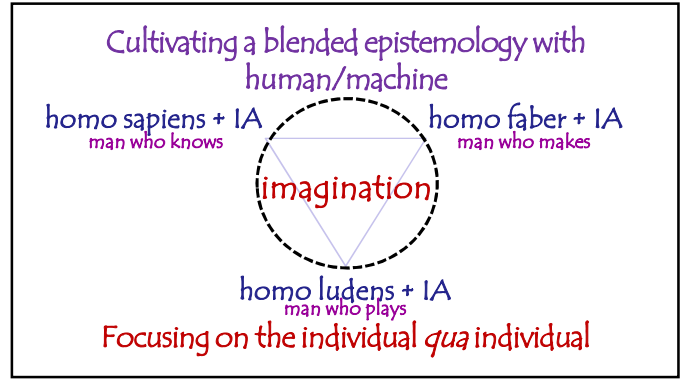 Cultivating a blended epistemology with
human/machine
homo sapiens + IA
man who knows
homo faber + IA
man who makes
imagination
homo ludens + IA
man who plays
Focusing on the individual qua individual